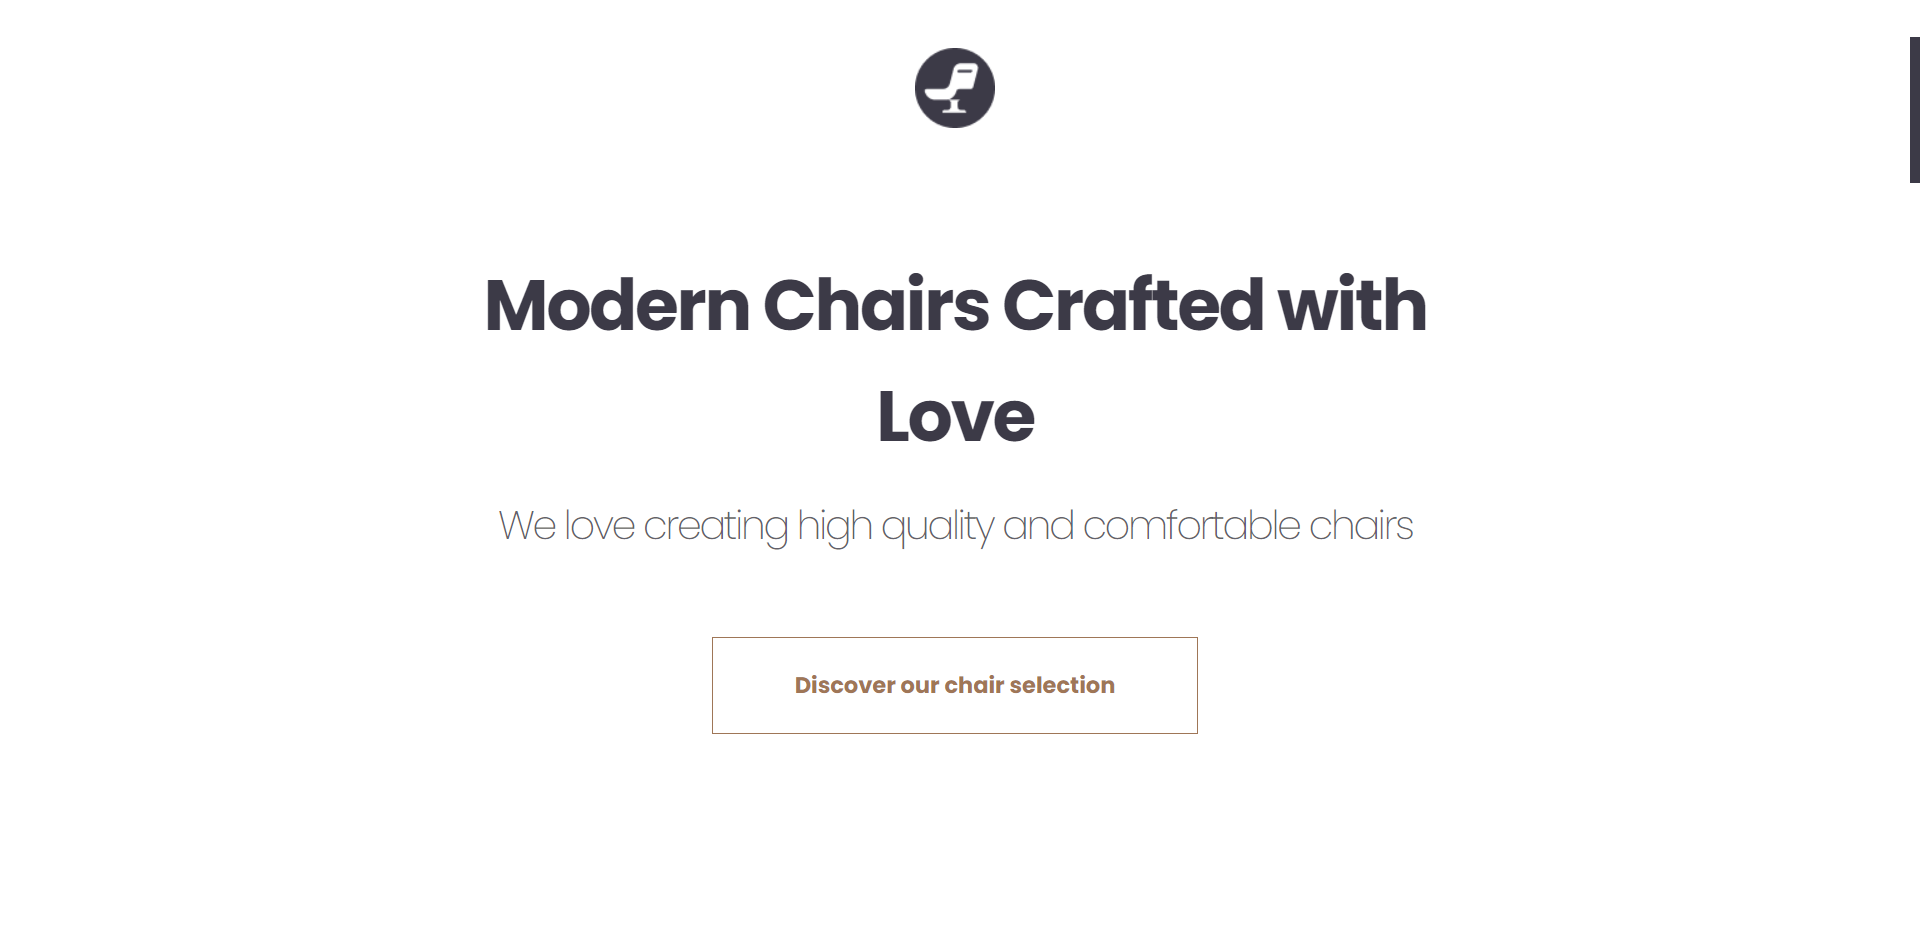 Modern Chairs Crafted with
Love
We love creating high quality and comfortable chairs
Discover our chair selection